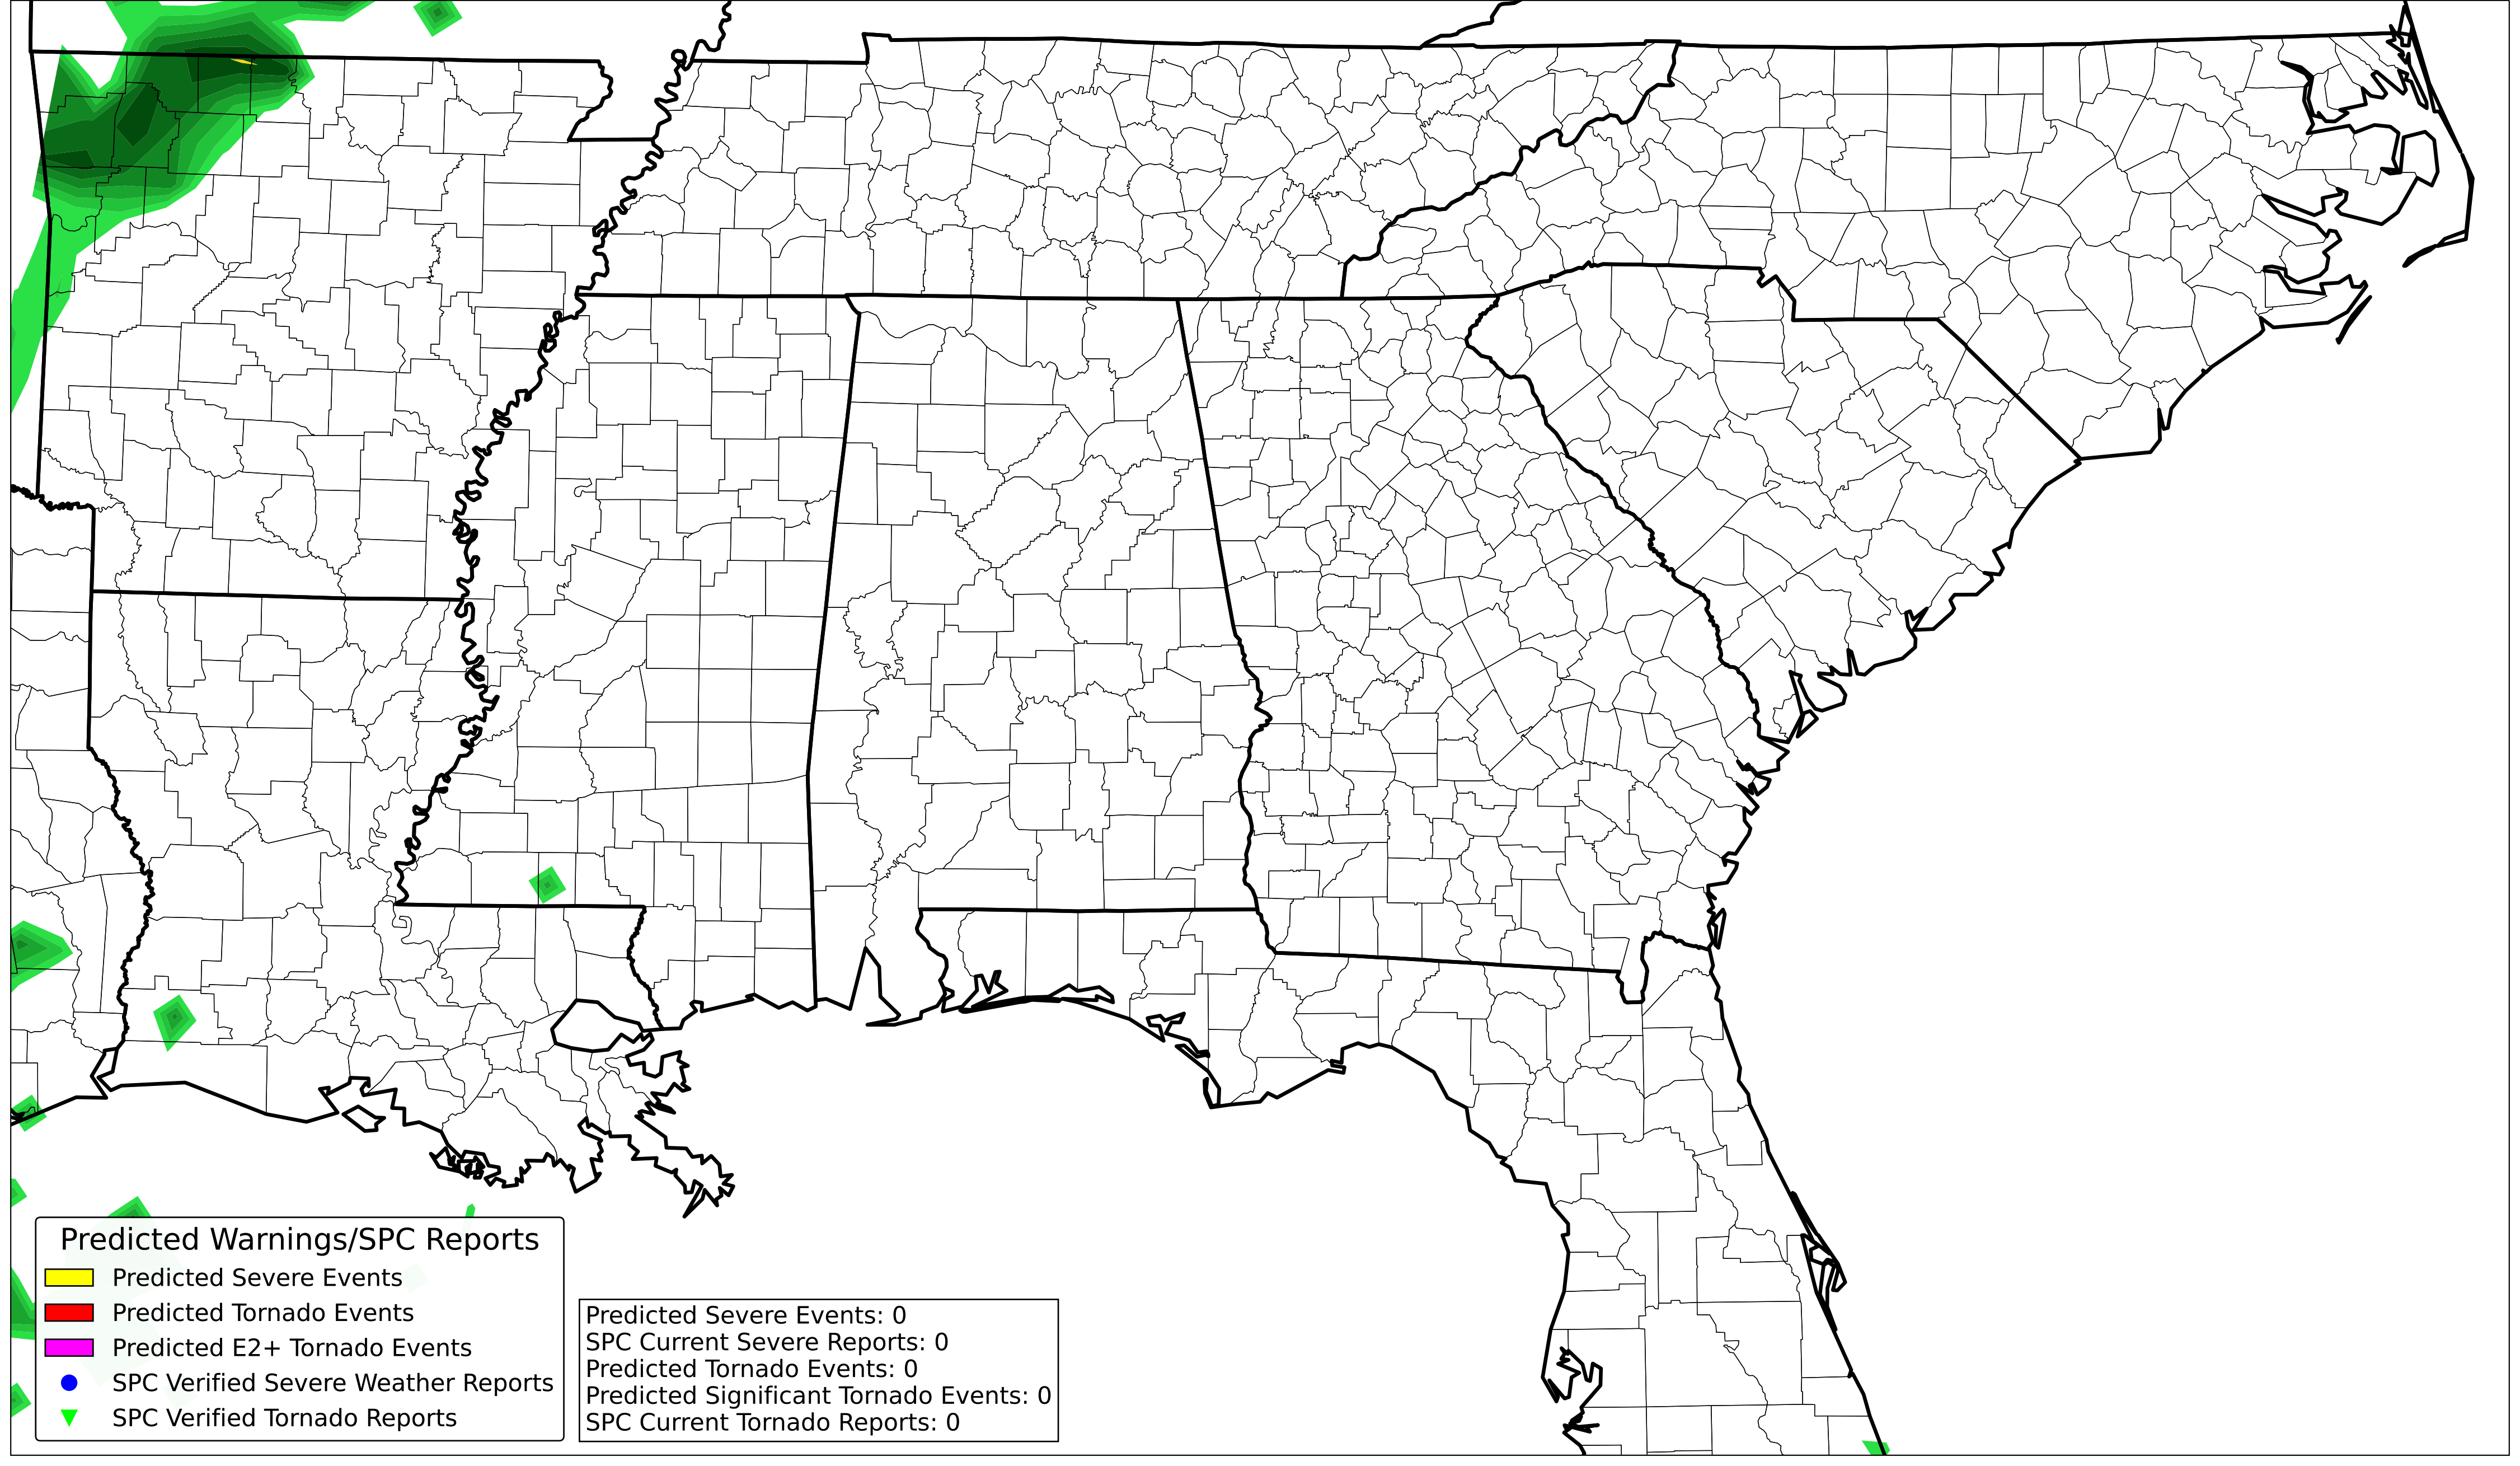 Predicted Warnings/SPC Reports
Predicted Severe Events
Predicted Tornado Events
Predicted E2+ Tornado Events
SPC Verified Severe Weather Reports
SPC Verified Tornado Reports
Predicted Severe Events: 0
SPC Current Severe Reports: 0
Predicted Tornado Events: 0
Predicted Significant Tornado Events: 0
SPC Current Tornado Reports: 0